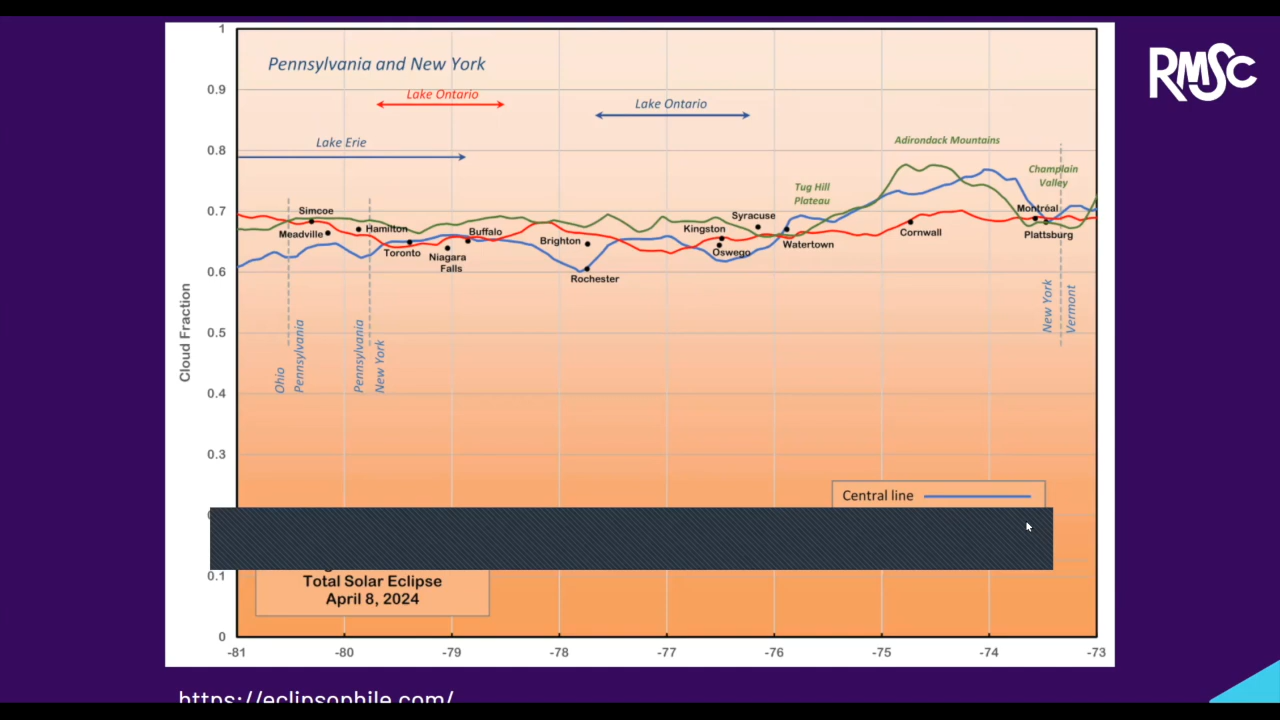 RMSC
1
Pennsylvania and New York
0.9
Lake Ontario
Lake Ontario
Lake Erie
0.8
Adirondack Mountains
Champlain
Valley
Tug Hill
Plateau
0.7
Simcoe
Meadville
Hamilton
Toronto
Niagara
Falls
Buffalo
Brighton
Rochester
Kingston
Syracuse
Oswego
Watertown
Cornwall
Montréal
Plattsburg
0.6
Cloud Fraction
0.5
Ohio
Pennsylvania
Pennsylvania
New York
New York
Vermont
0.4
0.3
Central line
0.1
Total Solar Eclipse
April 8, 2024
0
-81 -80 -79 -78 -77 -76 -75 -74 -73
https://eclipsophile.com/